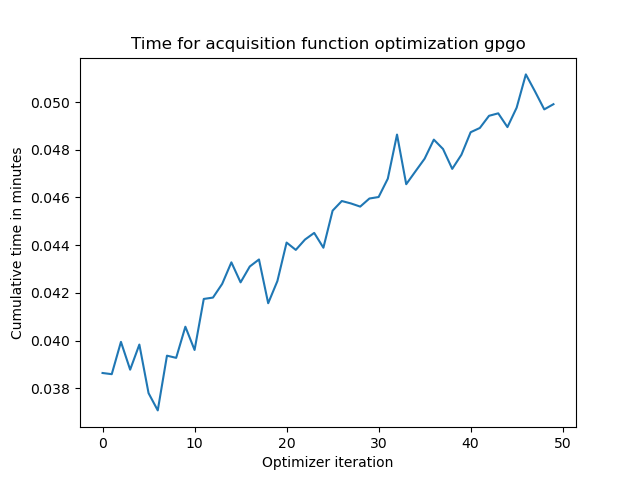 Time for acquisition function optimization gpgo
Cumulative time in minutes
0.050
0.048
0.046
0.044
0.042
0.040
0.038
0 10 20 30 40 50
Optimizer iteration